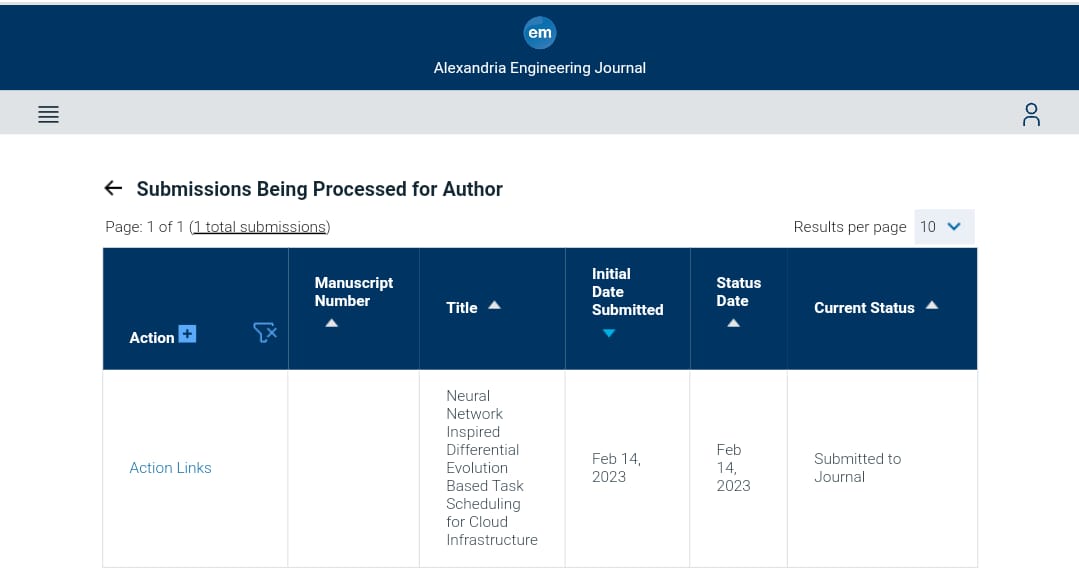 em
Alexandria Engineering Journal
Submissions Being Processed for Author
Page: 1 of 1 (1 total submissions)
Results per page 10
Action
Manuscript
Number
Title
Initial
Date
Submitted
Status
Date
Current Status
Action Links
Neural
Network
Inspired
Differential
Evolution
Based Task
Scheduling
for Cloud
Infrastructure
Feb 14,
2023
Feb
14,
2023
Submitted to
Journal